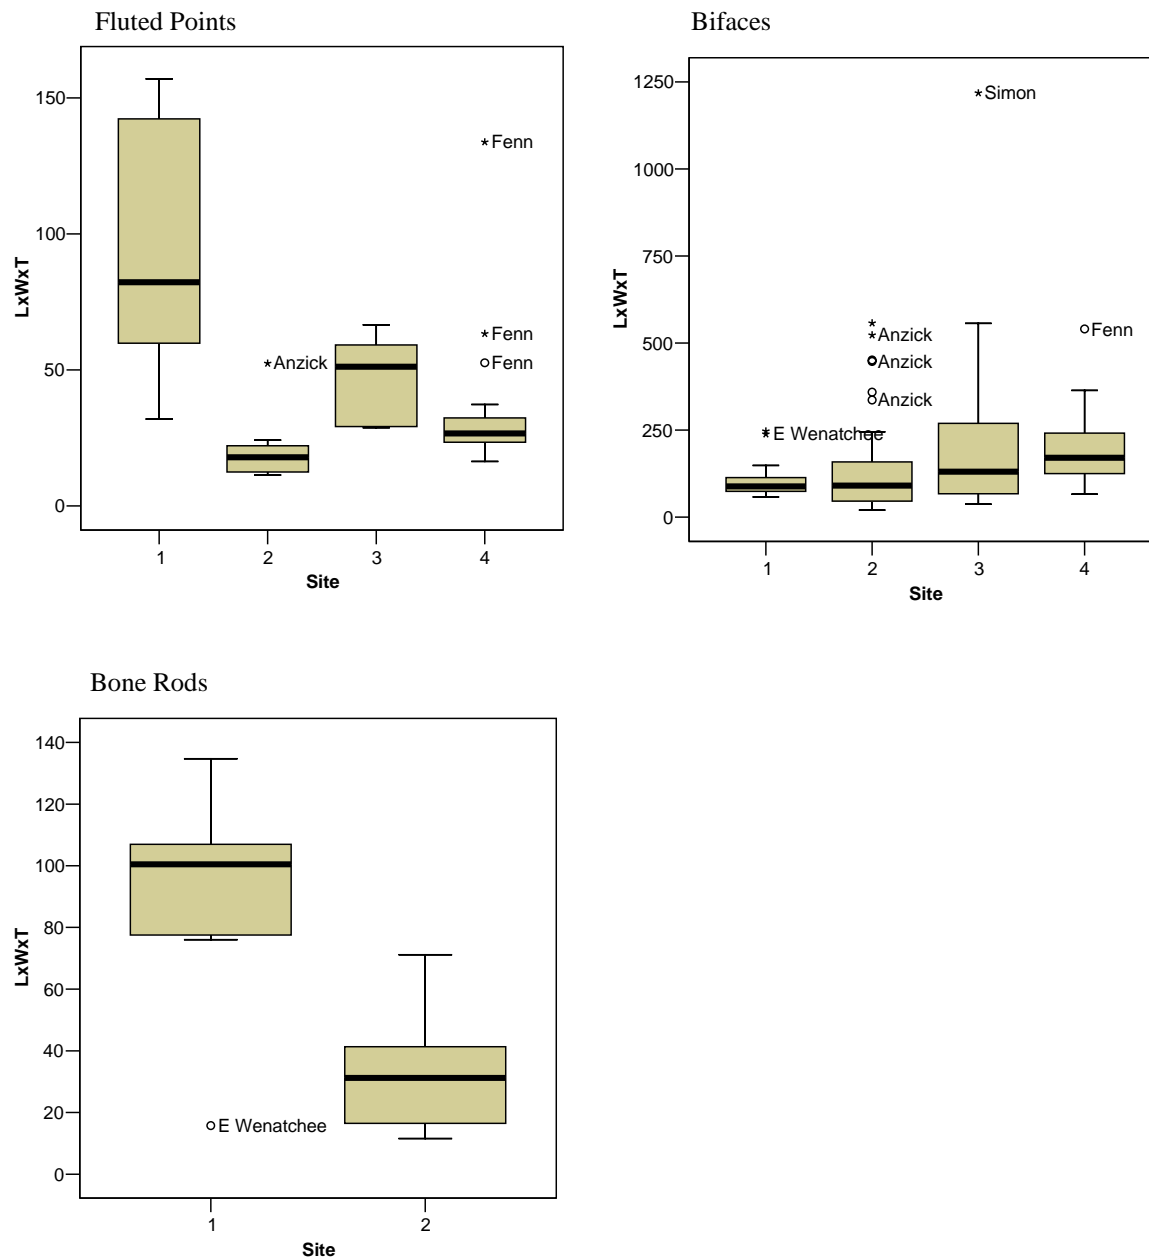 Fluted Points
150
100
50
0
LxWxT
Fenn
Fenn
Fenn
Anzick
1 2 3 4
Site
Bifaces
1250
1000
750
500
250
0
LxWxT
Simon
Anzick
Anzick
Anzick
Fenn
E Wenatchee
1 2 3 4
Site
Bone Rods
140
120
100
80
60
40
20
0
LxWxT
E Wenatchee
1 2
Site